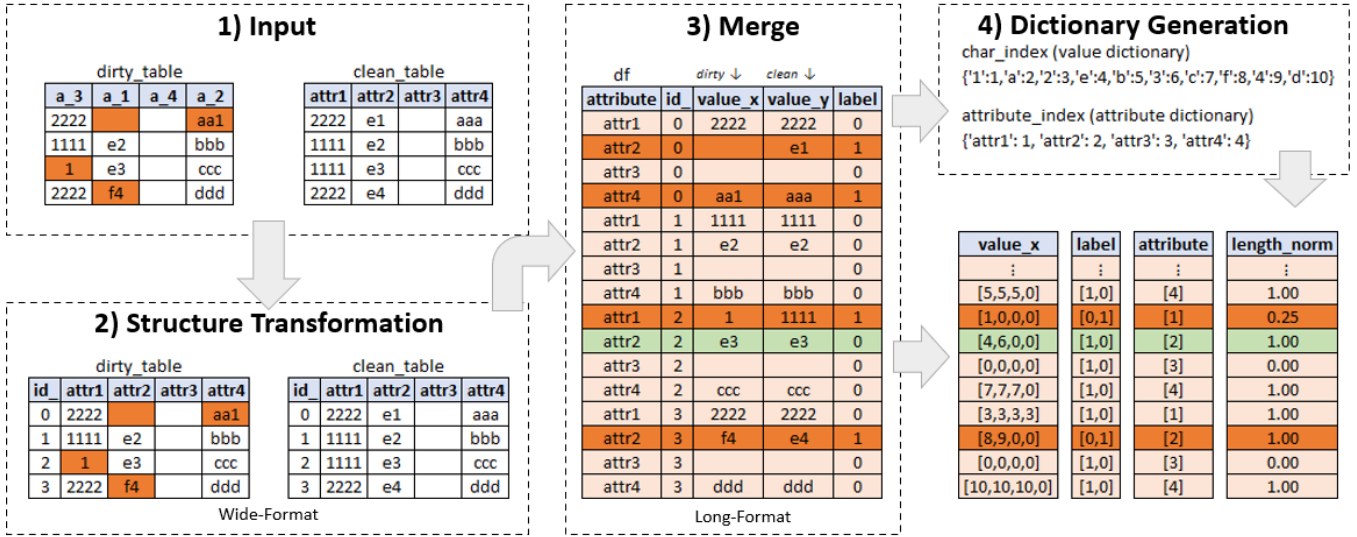 1) Input
dirty_table
a_3 a_1 a_4 a_2
2222 aa1
1111 e2 bbb
1 e3 ccc
2222 f4 ddd
clean_table
attr1 attr2 attr3 attr4
2222 e1 aaa
1111 e2 bbb
1111 e3 ccc
2222 e4 ddd
2) Structure Transformation
dirty_table
id_ attr1 attr2 attr3 attr4
0 2222 aa1
1 1111 e2 bbb
2 1 e3 ccc
3 2222 f4 ddd
clean_table
id_ attr1 attr2 attr3 attr4
0 2222 e1 aaa
1 1111 e2 bbb
2 1111 e3 ccc
3 2222 e4 ddd
Wide-Format
3) Merge
df dirty ↓ clean ↓
attribute id_ value_x value_y label
attr1 0 2222 2222 0
attr2 0 e1 1
attr3 0 0
attr4 0 aa1 aaa 1
attr1 1 1111 1111 0
attr2 1 e2 e2 0
attr3 1 0
attr4 1 bbb bbb 0
attr1 2 1 1111 1
attr2 2 e3 e3 0
attr3 2 0
attr4 2 ccc ccc 0
attr1 3 2222 2222 0
attr2 3 f4 e4 1
attr3 3 0
attr4 3 ddd ddd 0
Long-Format
4) Dictionary Generation
char_index (value dictionary)
{'1':1,'a':2,'2':3,'e':4,'b':5,'3':6,'c':7,'f':8,'4':9,'d':10}
attribute_index (attribute dictionary)
{'attr1': 1, 'attr2': 2, 'attr3': 3, 'attr4': 4}
value_x label attribute length_norm
⋮ ⋮ ⋮ ⋮
[5,5,5,0] [1,0] [4] 1.00
[1,0,0,0] [0,1] [1] 0.25
[4,6,0,0] [1,0] [2] 1.00
[0,0,0,0] [1,0] [3] 0.00
[7,7,7,0] [1,0] [4] 1.00
[3,3,3,3] [1,0] [1] 1.00
[8,9,0,0] [0,1] [2] 1.00
[0,0,0,0] [1,0] [3] 0.00
[10,10,10,0] [1,0] [4] 1.00